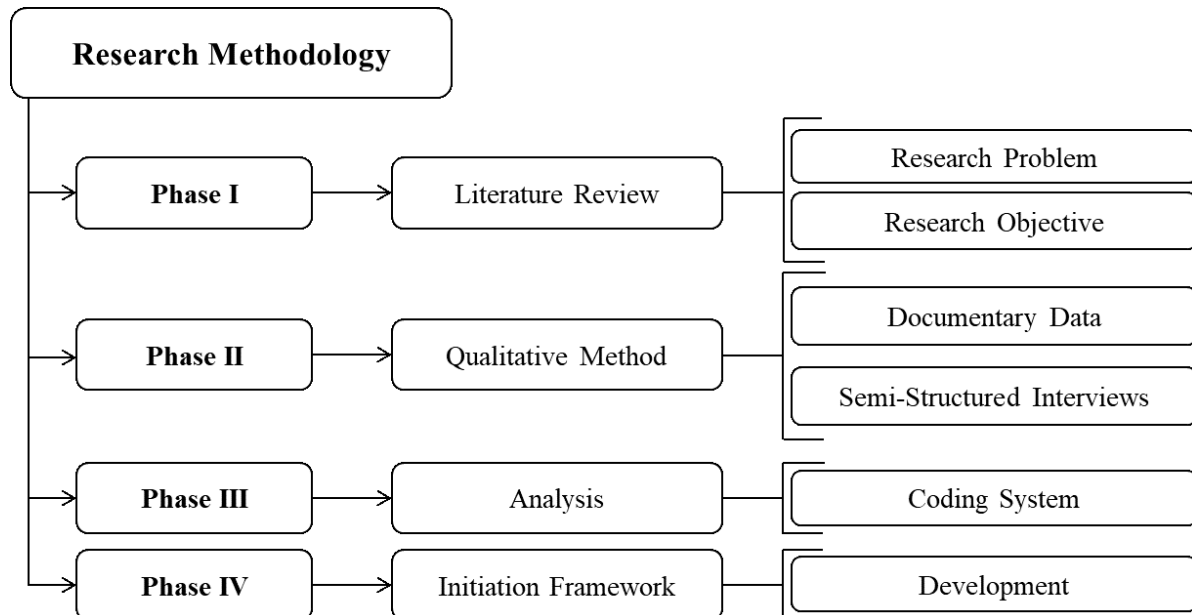 Research Methodology
Phase I
Literature Review
Research Problem
Research Objective
Phase II
Qualitative Method
Documentary Data
Semi-Structured Interviews
Phase III
Analysis
Coding System
Phase IV
Initiation Framework
Development